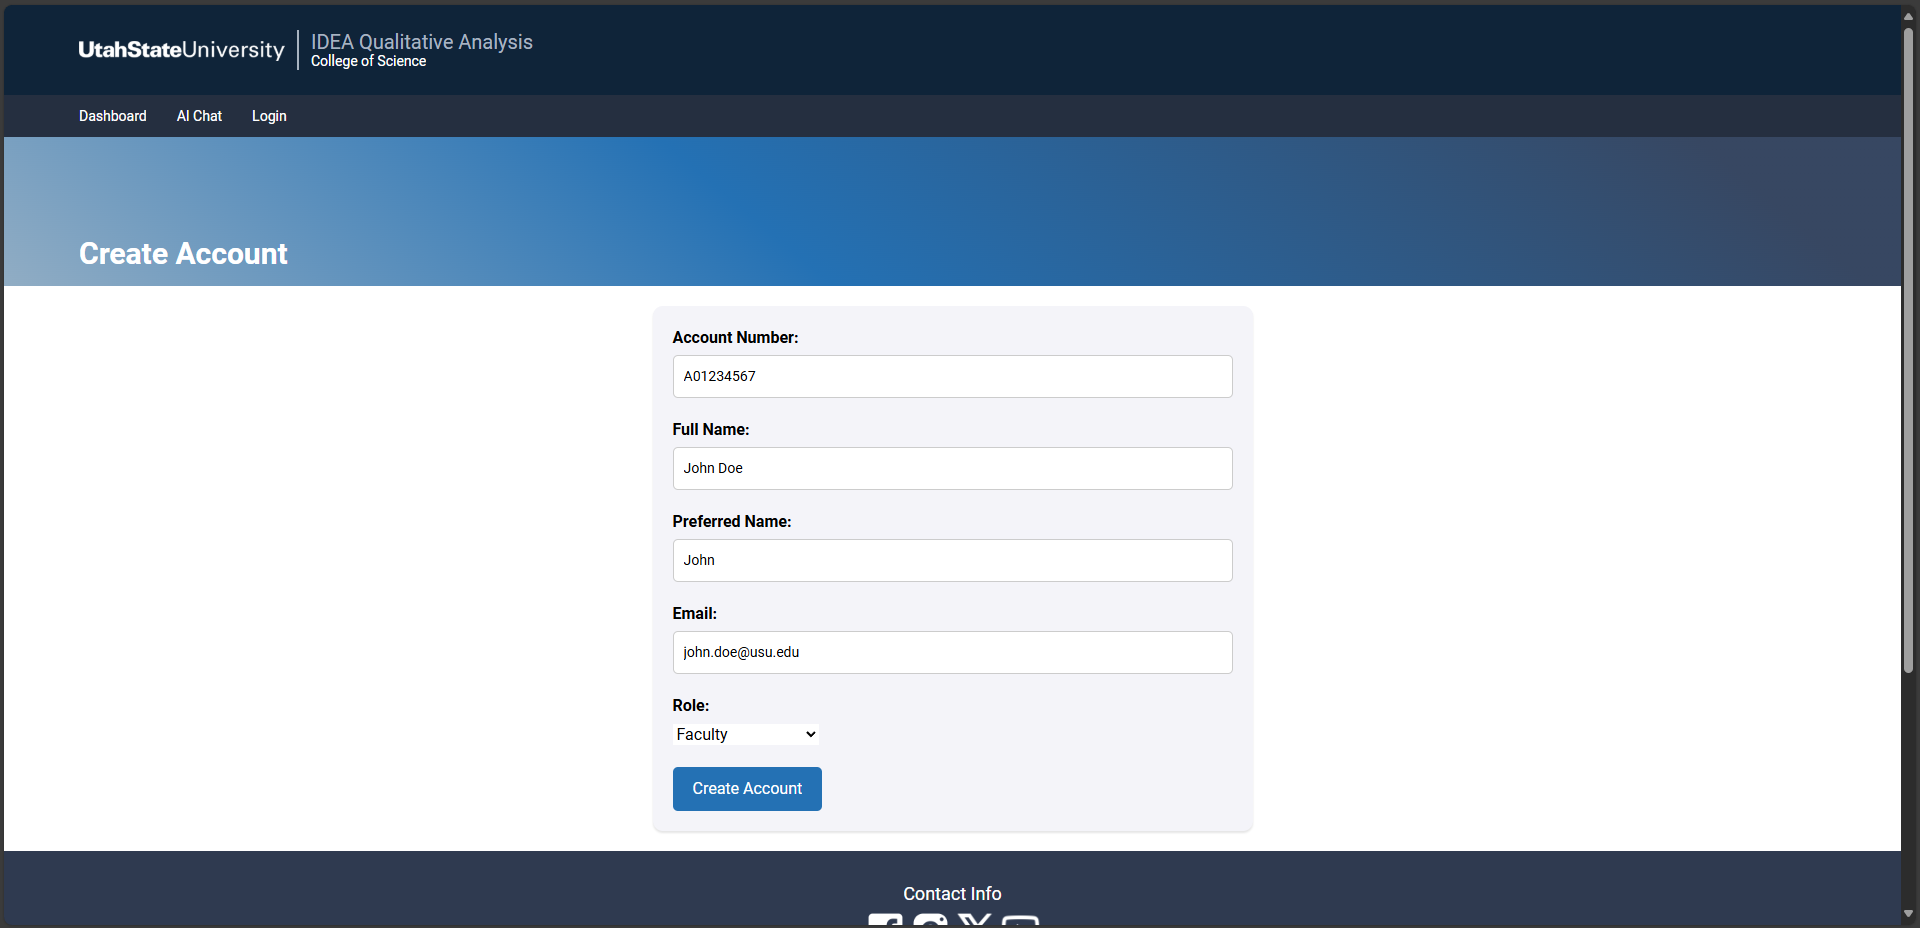 UtahStateUniversity
IDEA Qualitative Analysis
College of Science
Dashboard AI Chat Login
Create Account
Account Number:
A01234567
Full Name:
John Doe
Preferred Name:
John
Email:
john.doe@usu.edu
Role:
Faculty
Create Account
Contact Info